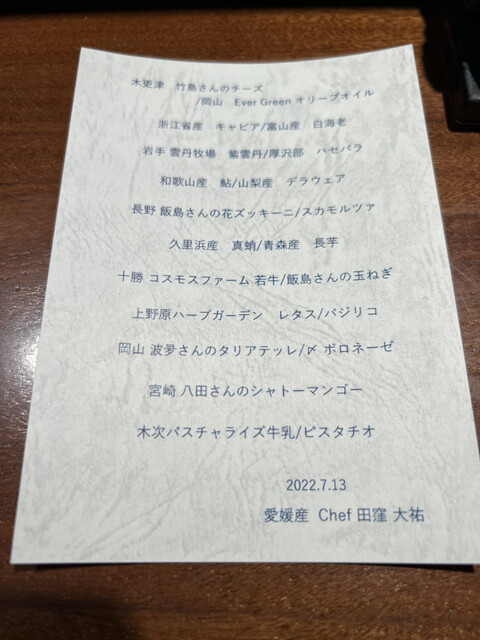 木更津　竹島さんのチーズ
/岡山　Ever Green オリーブオイル
浙江省産　キャビア/富山産　白海老
岩手 雲丹牧場　紫雲丹/厚沢部　ハセパラ
和歌山産　鮎/山梨産　デラウェア
長野 飯島さんの花ズッキーニ/スカモルツァ
久里浜産　真蛸/青森産　長芋
十勝 コスモスファーム 若牛/飯島さんの玉ねぎ
上野原ハーブガーデン　レタス/バジリコ
岡山 波夛さんのタリアテッレ/〆 ボロネーゼ
宮崎 八田さんのシャトーマンゴー
木次パスチャライズ牛乳/ピスタチオ
2022.7.13
愛媛産 Chef 田窪 大祐